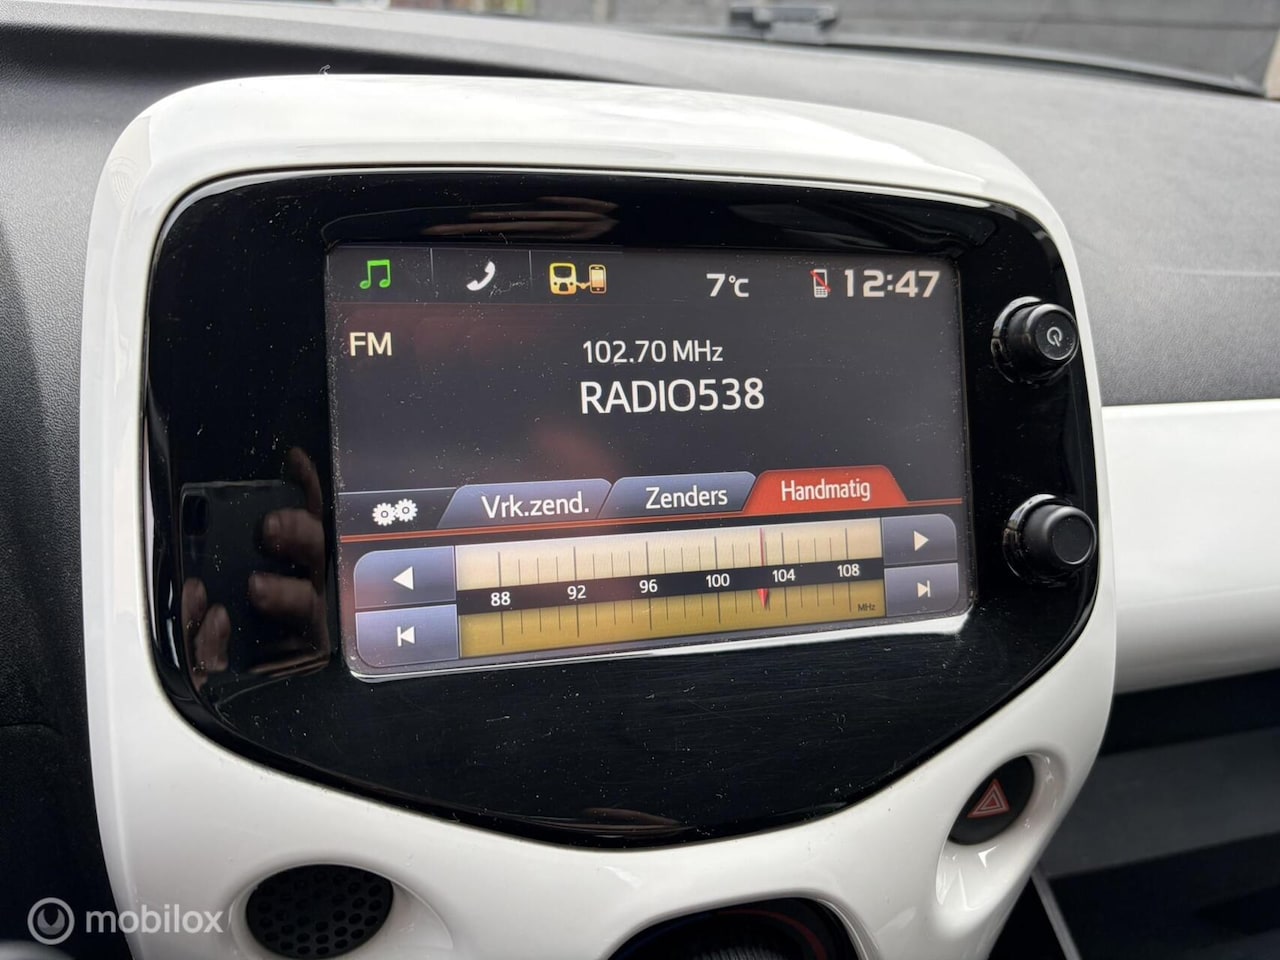 7°C 12:47
FM
102.70 MHz
RADIO538
Vrk.zend. Zenders Handmatig
88 92 96 100 104 108
MHz
mobilox